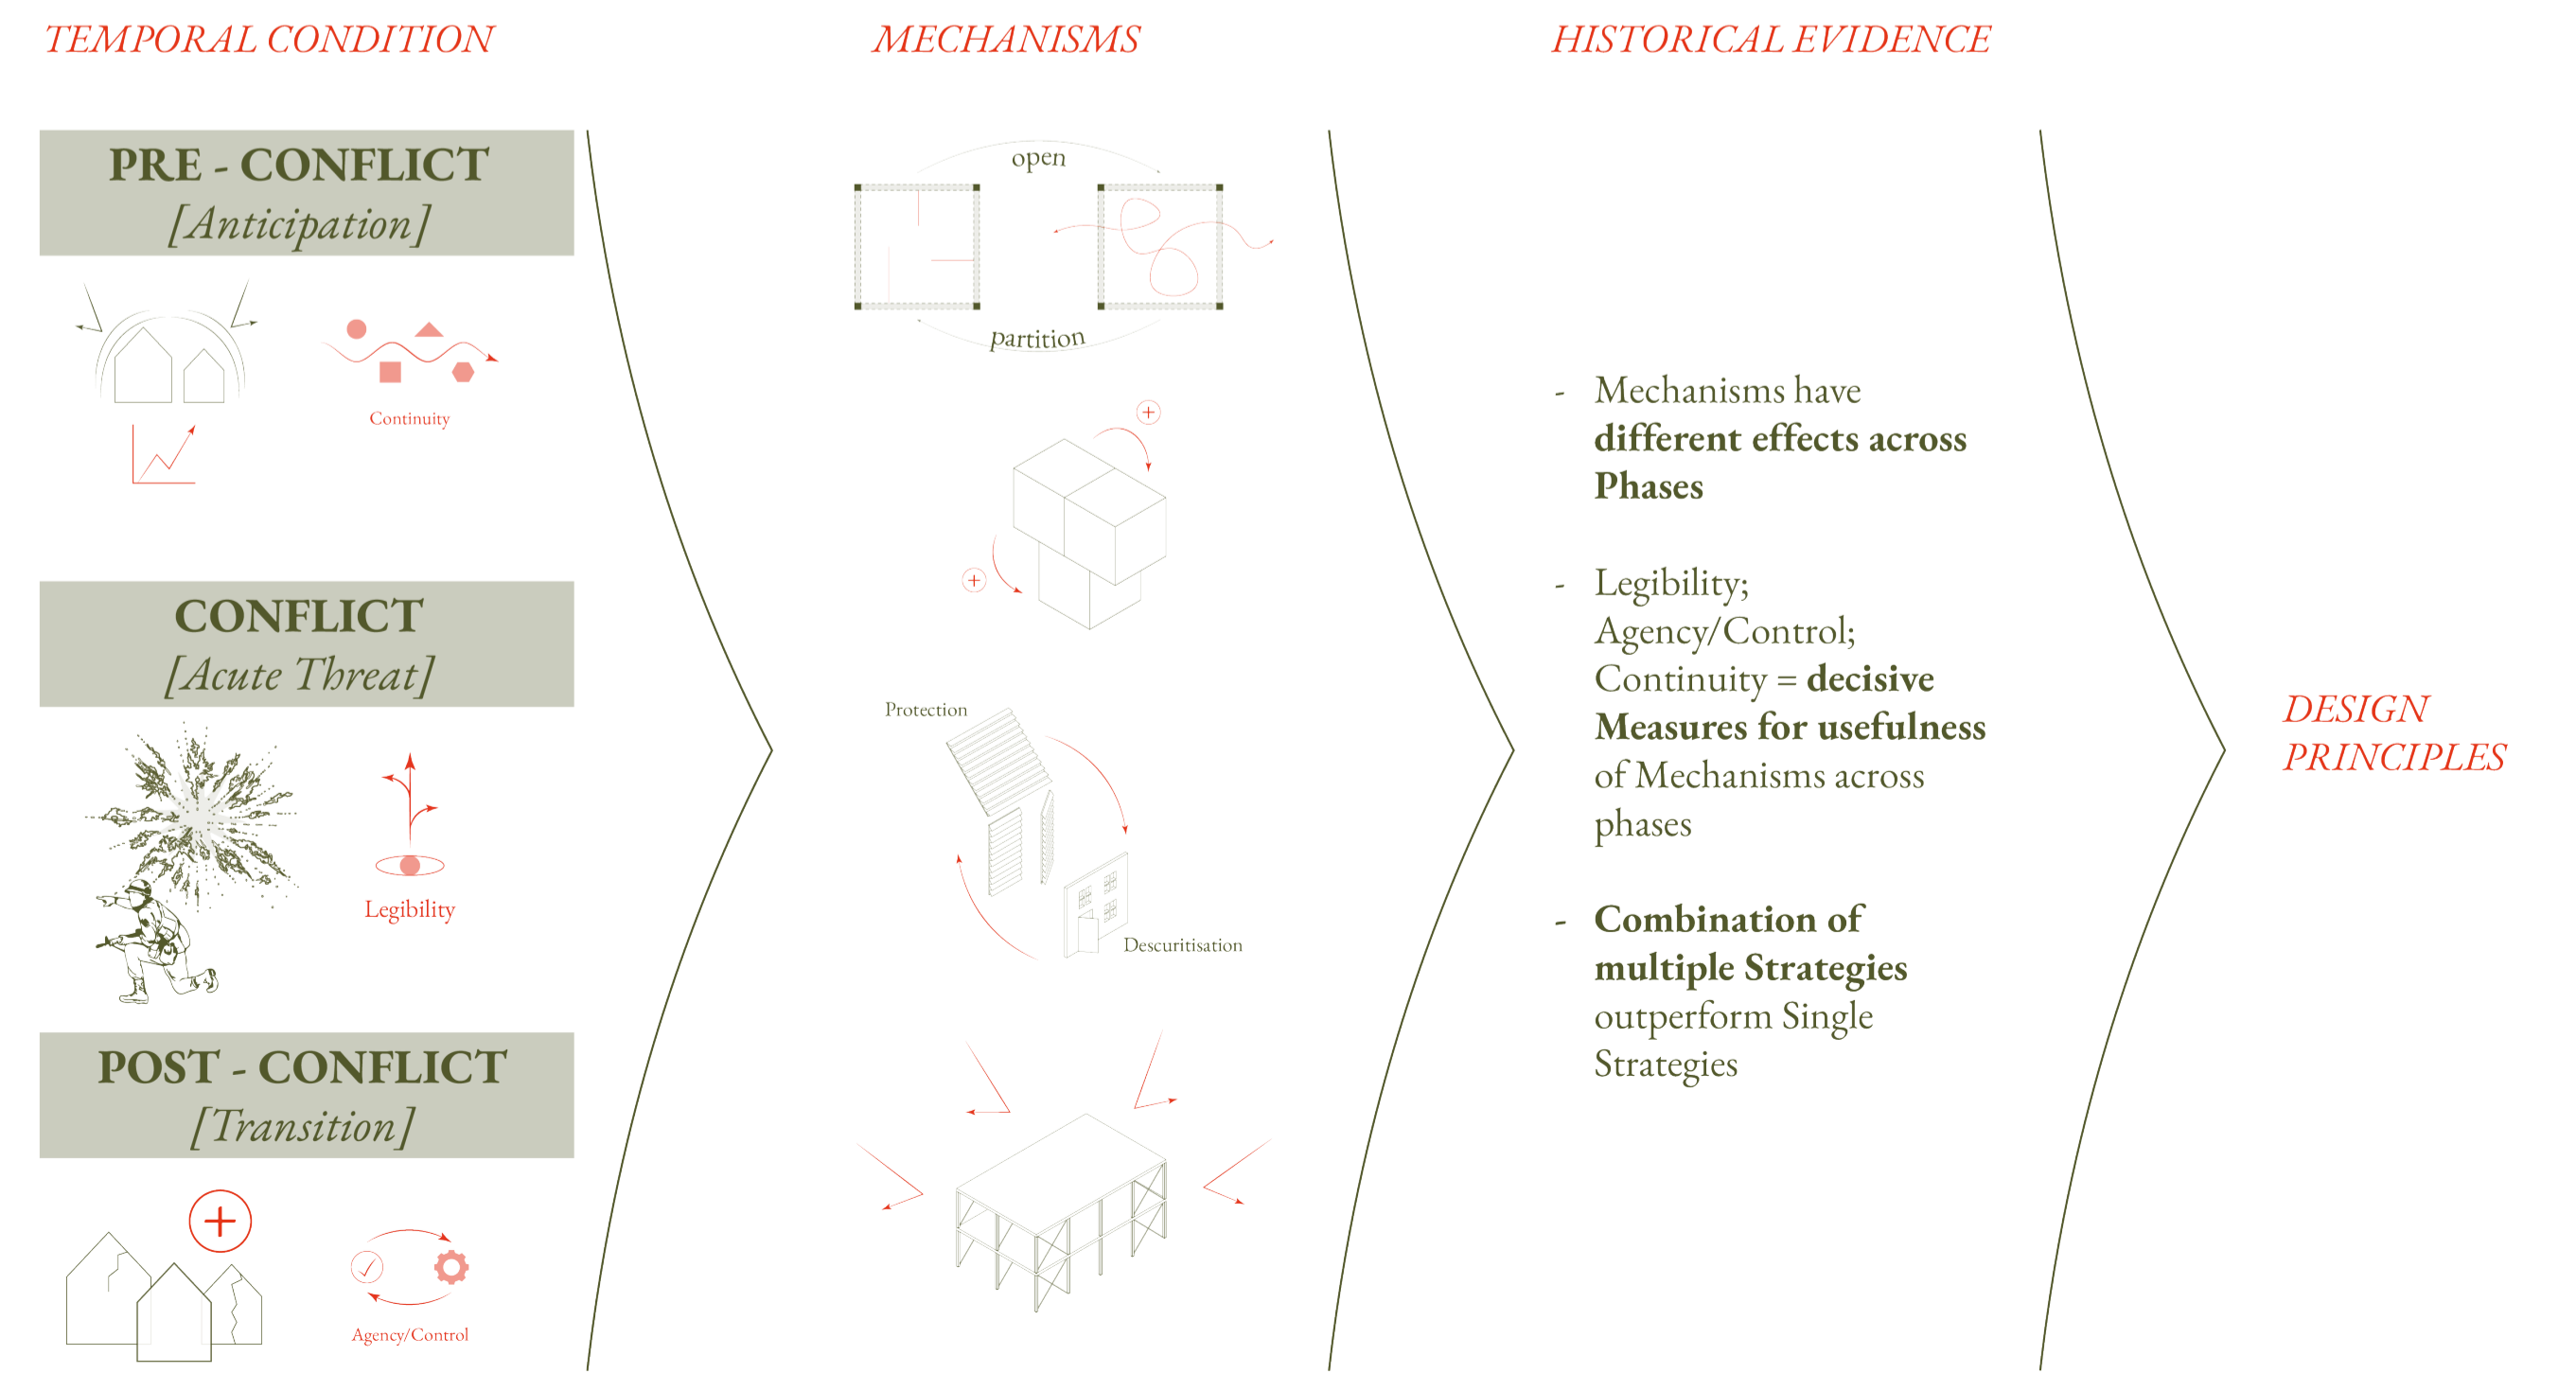 TEMPORAL CONDITION
MECHANISMS
HISTORICAL EVIDENCE
PRE - CONFLICT
[Anticipation]
Continuity
CONFLICT
[Acute Threat]
Legibility
POST - CONFLICT
[Transition]
Agency/Control
open
partition
Protection
Descuritisation
- Mechanisms have
different effects across
Phases
- Legibility;
Agency/Control;
Continuity = decisive
Measures for usefulness
of Mechanisms across
phases
- Combination of
multiple Strategies
outperform Single
Strategies
DESIGN
PRINCIPLES